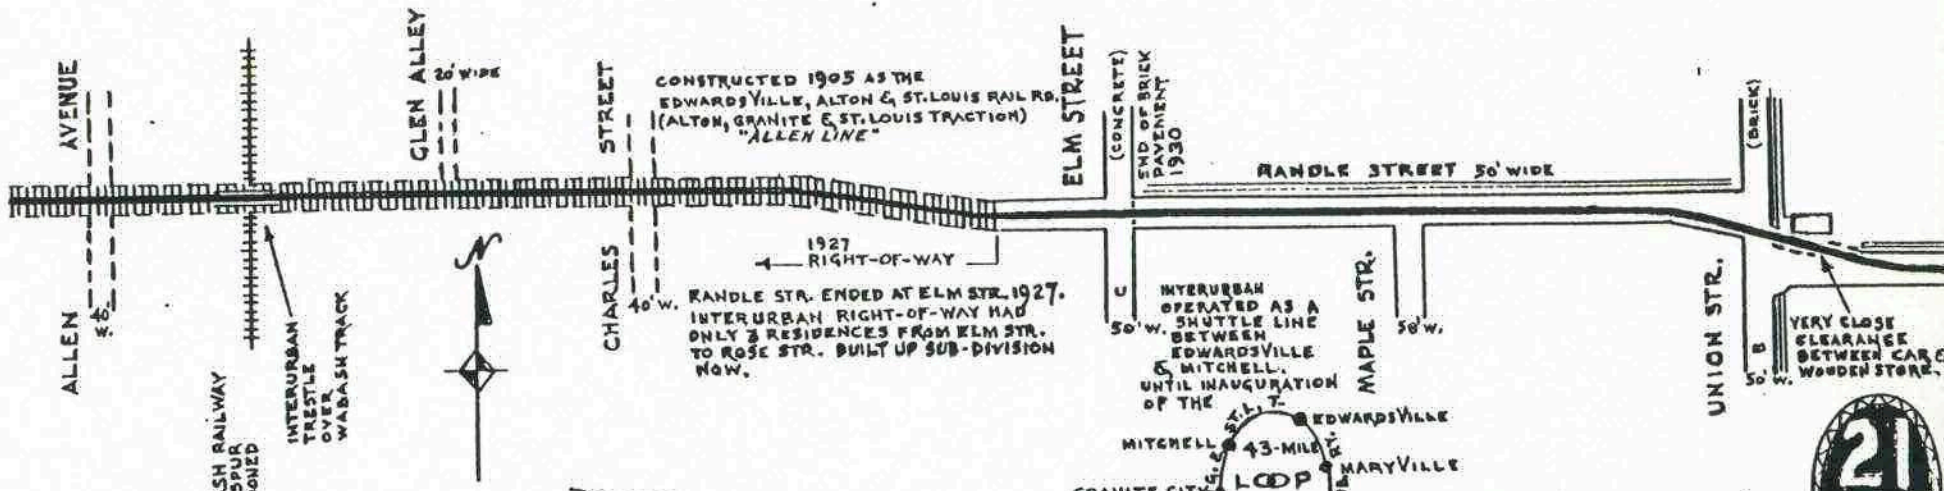 ALLEN AVENUE
40' W.
GLEN ALLEY
20' WIDE
CHARLES STREET
40' W.
CONSTRUCTED 1905 AS THE
EDWARDSVILLE, ALTON & ST. LOUIS RAIL RD.
(ALTON, GRANITE & ST. LOUIS TRACTION)
"ALLEN LINE"
ELM STREET
(CONCRETE)
END OF BRICK
PAVEMENT
1930
RANDLE STREET 50' WIDE
(BRICK)
INTERURBAN
TRESTLE
OVER
WABASH TRACK
ASH RAILWAY
SPUR
ONED
N
1927
RIGHT-OF-WAY
RANDLE STR. ENDED AT ELM STR. 1927.
INTERURBAN RIGHT-OF-WAY HAD
ONLY 3 RESIDENCES FROM ELM STR.
TO ROSE STR. BUILT UP SUB-DIVISION
NOW.
C
50' W.
INTERURBAN
OPERATED AS A
SHUTTLE LINE
BETWEEN
EDWARDSVILLE
& MITCHELL.
UNTIL INAUGURATION
OF THE
MAPLE STR.
58' W.
UNION STR.
B
50' W.
VERY CLOSE
CLEARANCE
BETWEEN CAR &
WOODEN STORE.
ST. L. T.
EDWARDSVILLE
MITCHELL
43-MILE
LOOP
MARYVILLE
GRANITE CITY
RT.
21